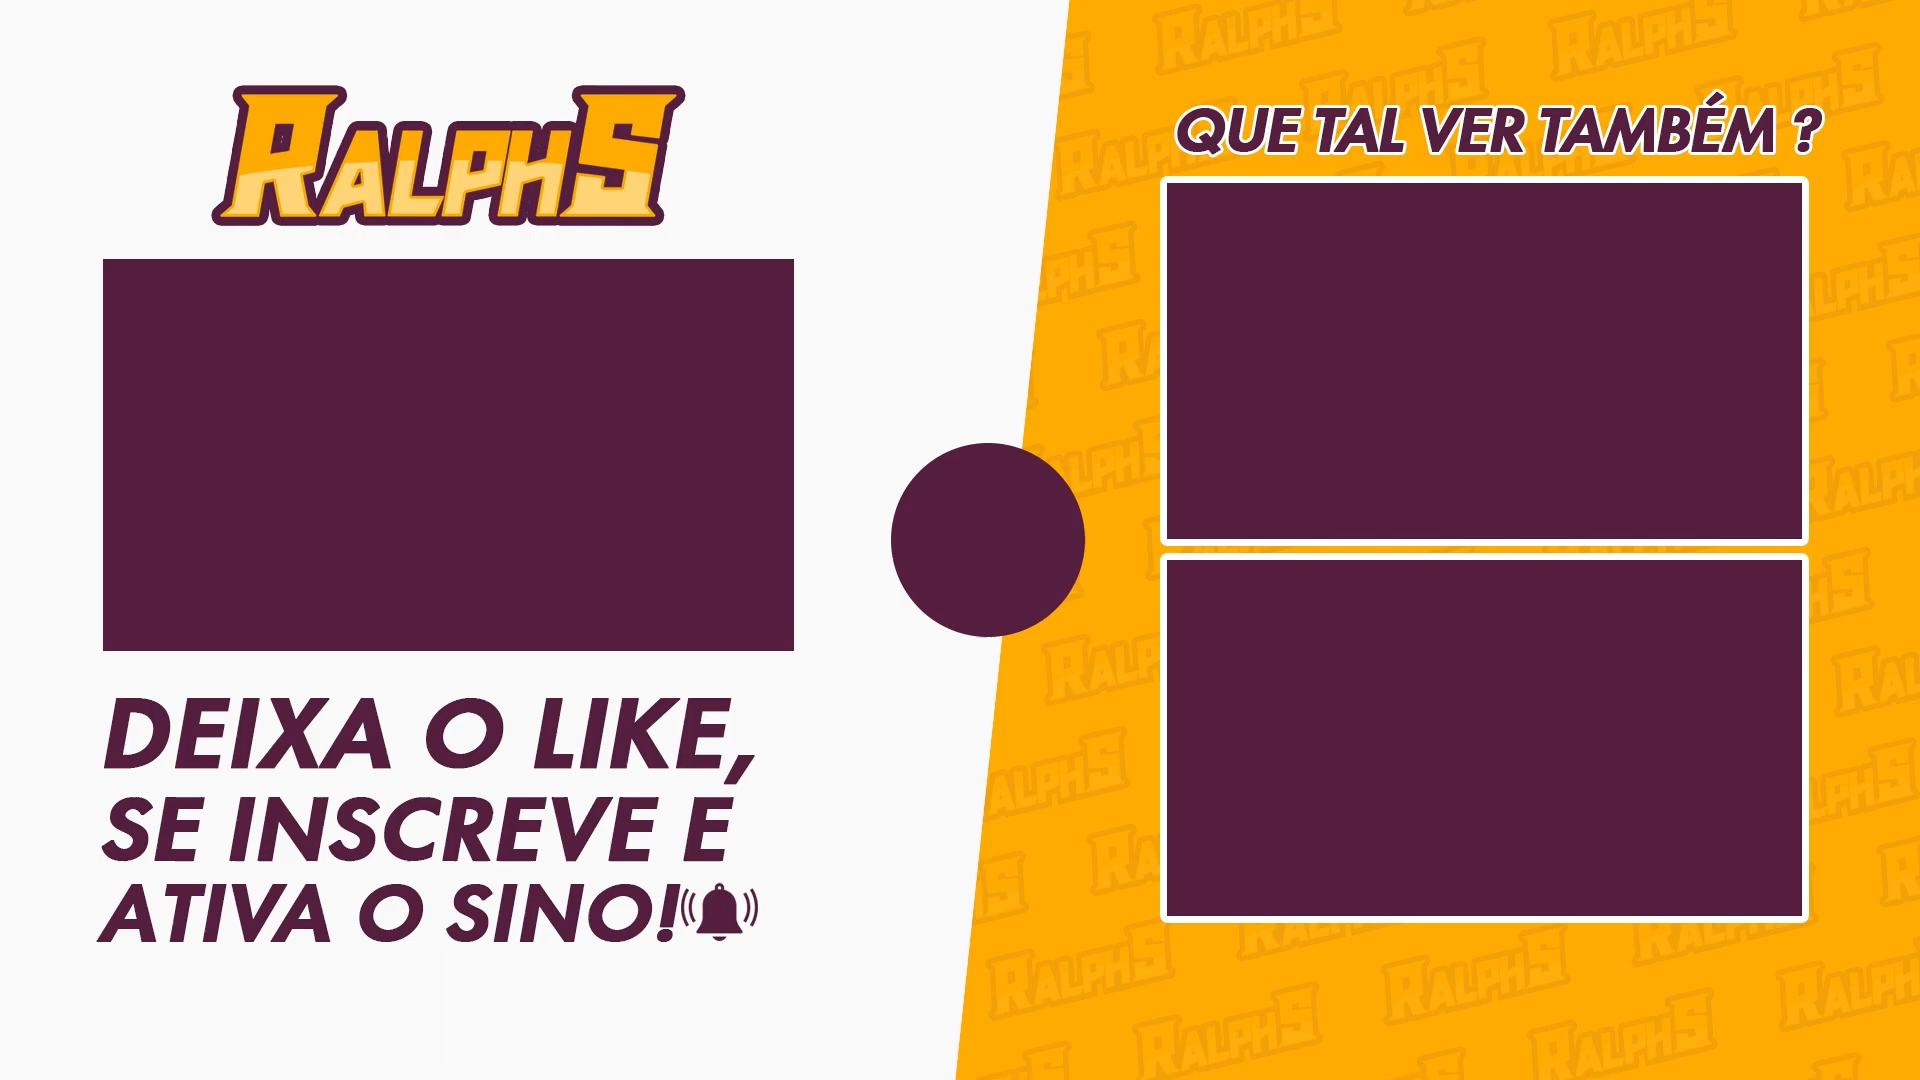 RALPHS
DEIXA O LIKE,
SE INSCREVE E
ATIVA O SINO!
QUE TAL VER TAMBÉM ?